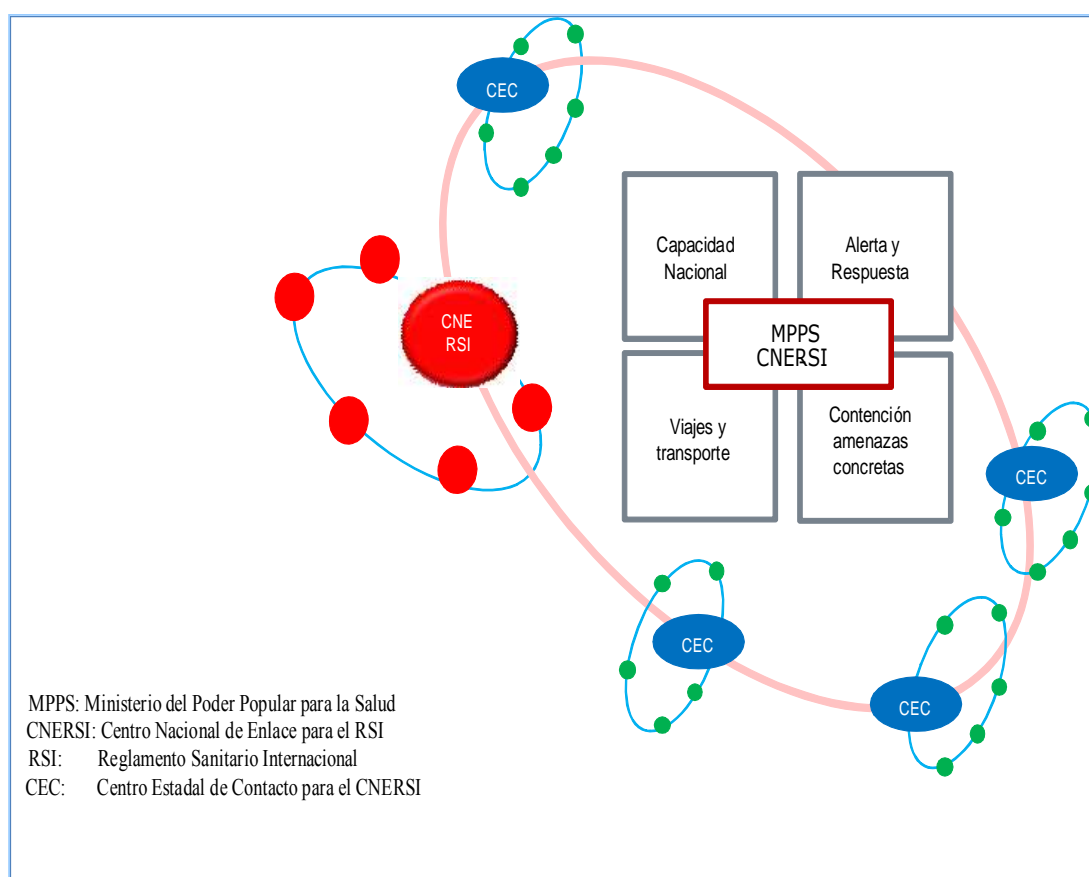 CEC
Capacidad
Nacional
Alerta y
Respuesta
CNE
RSI
MPPS
CNERSI
Viajes y
transporte
Contención
amenazas
concretas
CEC
CEC
CEC
MPPS: Ministerio del Poder Popular para la Salud
CNERSI: Centro Nacional de Enlace para el RSI
RSI: Reglamento Sanitario Internacional
CEC: Centro Estadal de Contacto para el CNERSI